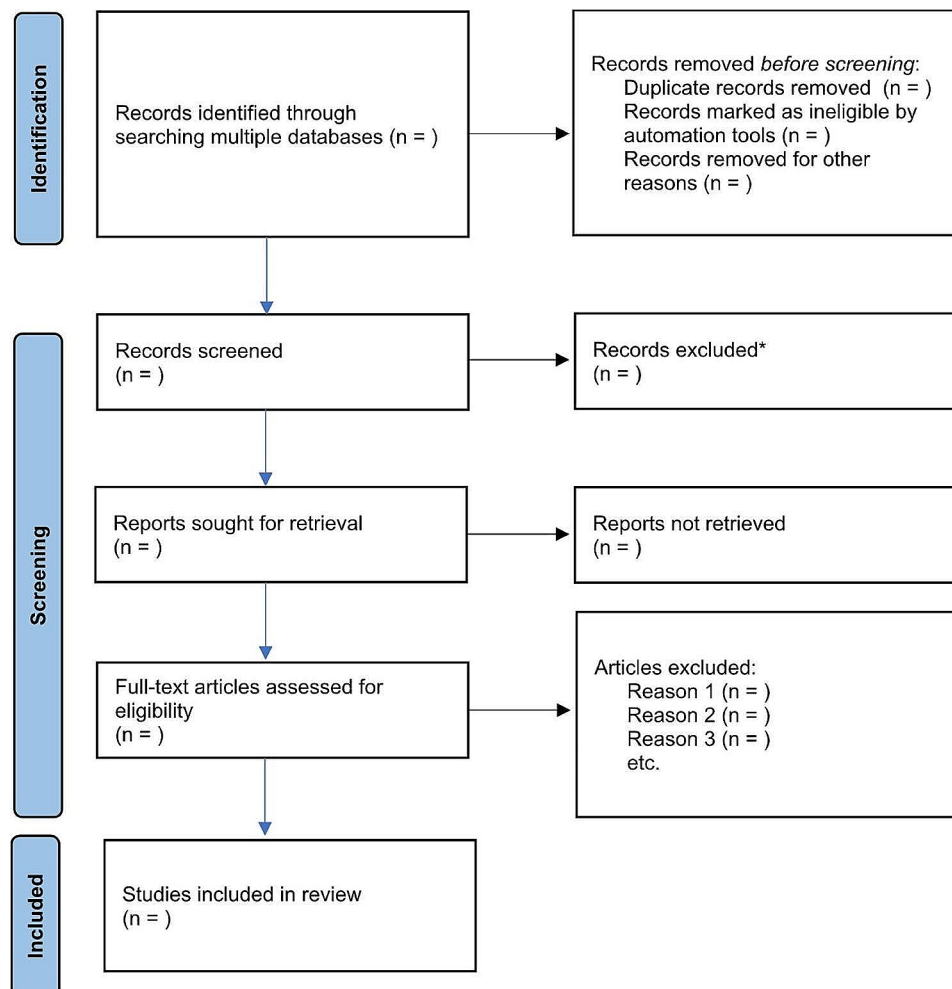 Identification
Records identified through
searching multiple databases (n = )
Records removed before screening:
Duplicate records removed  (n = )
Records marked as ineligible by
automation tools (n = )
Records removed for other
reasons (n = )
Screening
Records screened
(n = )
Records excluded*
(n = )
Reports sought for retrieval
(n = )
Reports not retrieved
(n = )
Full-text articles assessed for
eligibility
(n = )
Articles excluded:
Reason 1 (n = )
Reason 2 (n = )
Reason 3 (n = )
etc.
Included
Studies included in review
(n = )